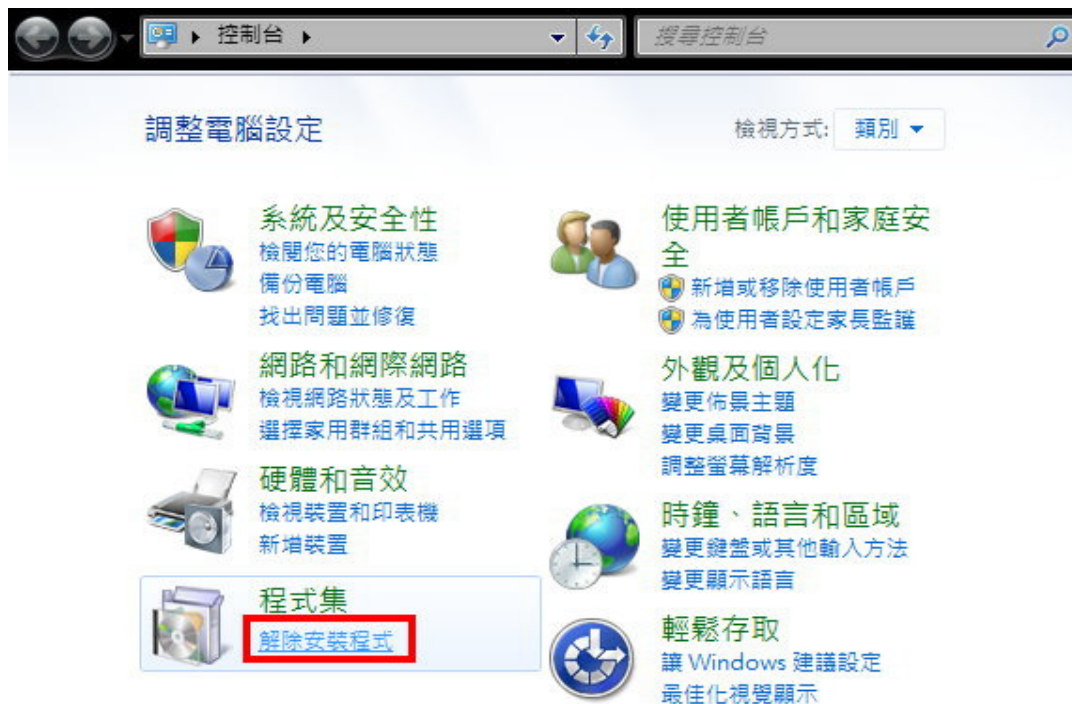 控制台
搜尋控制台
調整電腦設定
檢視方式: 類別
系統及安全性
檢閱您的電腦狀態
備份電腦
找出問題並修復
網路和網際網路
檢視網路狀態及工作
選擇家用群組和共用選項
硬體和音效
檢視裝置和印表機
新增裝置
程式集
解除安裝程式
使用者帳戶和家庭安
全
新增或移除使用者帳戶
為使用者設定家長監護
外觀及個人化
變更佈景主題
變更桌面背景
調整螢幕解析度
時鐘、語言和區域
變更鍵盤或其他輸入方法
變更顯示語言
輕鬆存取
讓 Windows 建議設定
最佳化視覺顯示